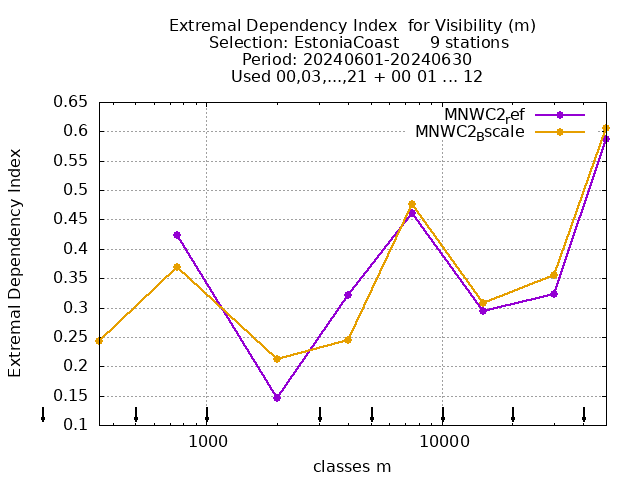 Extremal Dependency Index  for Visibility (m)
Selection: EstoniaCoast      9 stations
Period: 20240601-20240630
Used 00,03,...,21 + 00 01 ... 12
MNWC2ref
MNWC2Bscale
0.65
0.6
0.55
0.5
0.45
0.4
0.35
0.3
0.25
0.2
0.15
0.1
Extremal Dependency Index
1000
10000
classes m